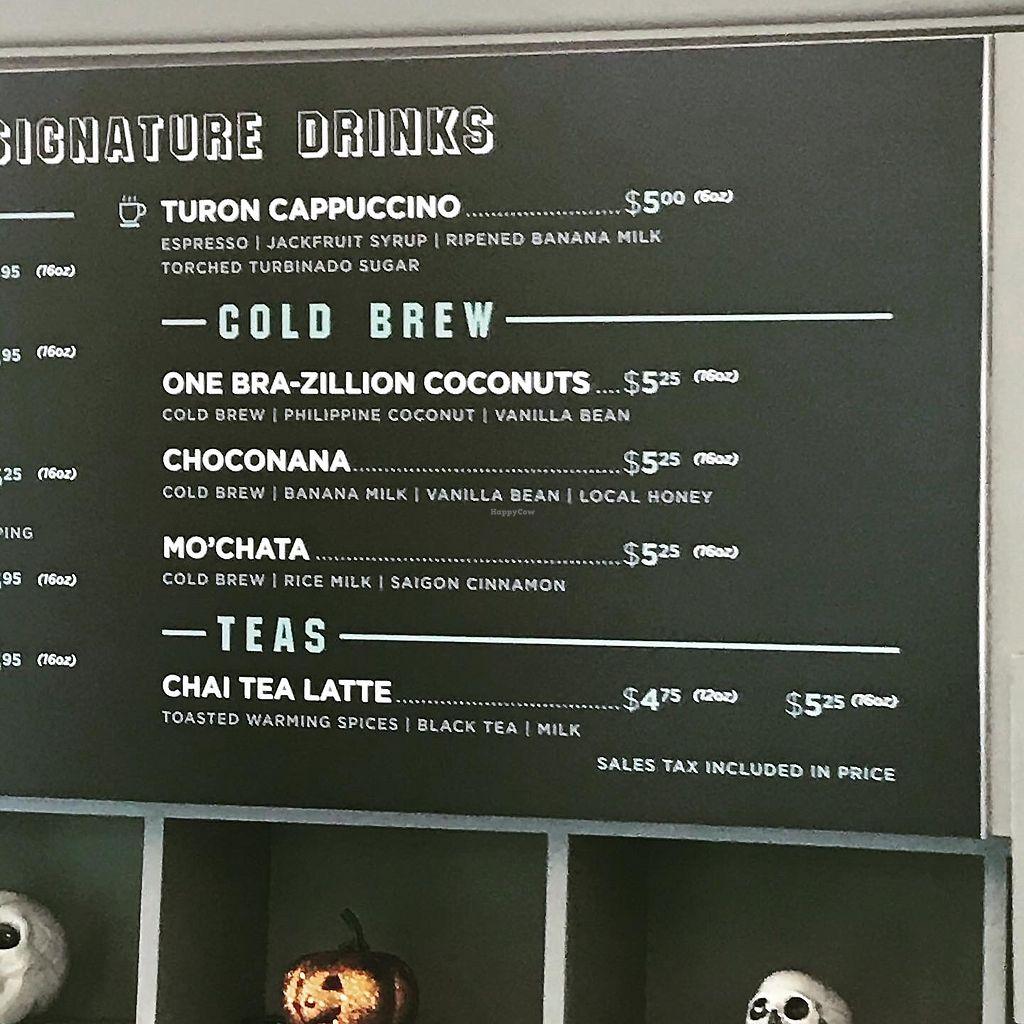 SIGNATURE DRINKS
TURON CAPPUCCINO $500 (6oz)
ESPRESSO | JACKFRUIT SYRUP | RIPENED BANANA MILK
TORCHED TURBINADO SUGAR
COLD BREW
ONE BRA-ZILLION COCONUTS....$525 (16oz)
COLD BREW | PHILIPPINE COCONUT | VANILLA BEAN
CHOCONANA $525 (16oz)
COLD BREW | BANANA MILK | VANILLA BEAN | LOCAL HONEY
MO'CHATA $525 (16oz)
COLD BREW | RICE MILK | SAIGON CINNAMON
TEAS
CHAI TEA LATTE $475 (12oz) $525 (16oz)
TOASTED WARMING SPICES | BLACK TEA | MILK
SALES TAX INCLUDED IN PRICE
95 (16oz)
95 (16oz)
25 (16oz)
PING
95 (16oz)
95 (16oz)
HappyCow